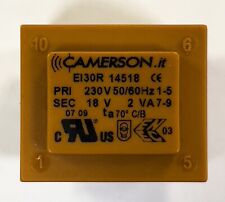 10 6
CAMERSON.it
EI30R 14518 CE
PRI 230V 50/60Hz 1-5
SEC 18 V 2 VA 7-9
07 09 ta 70° C/B
C UR US 03
1 5